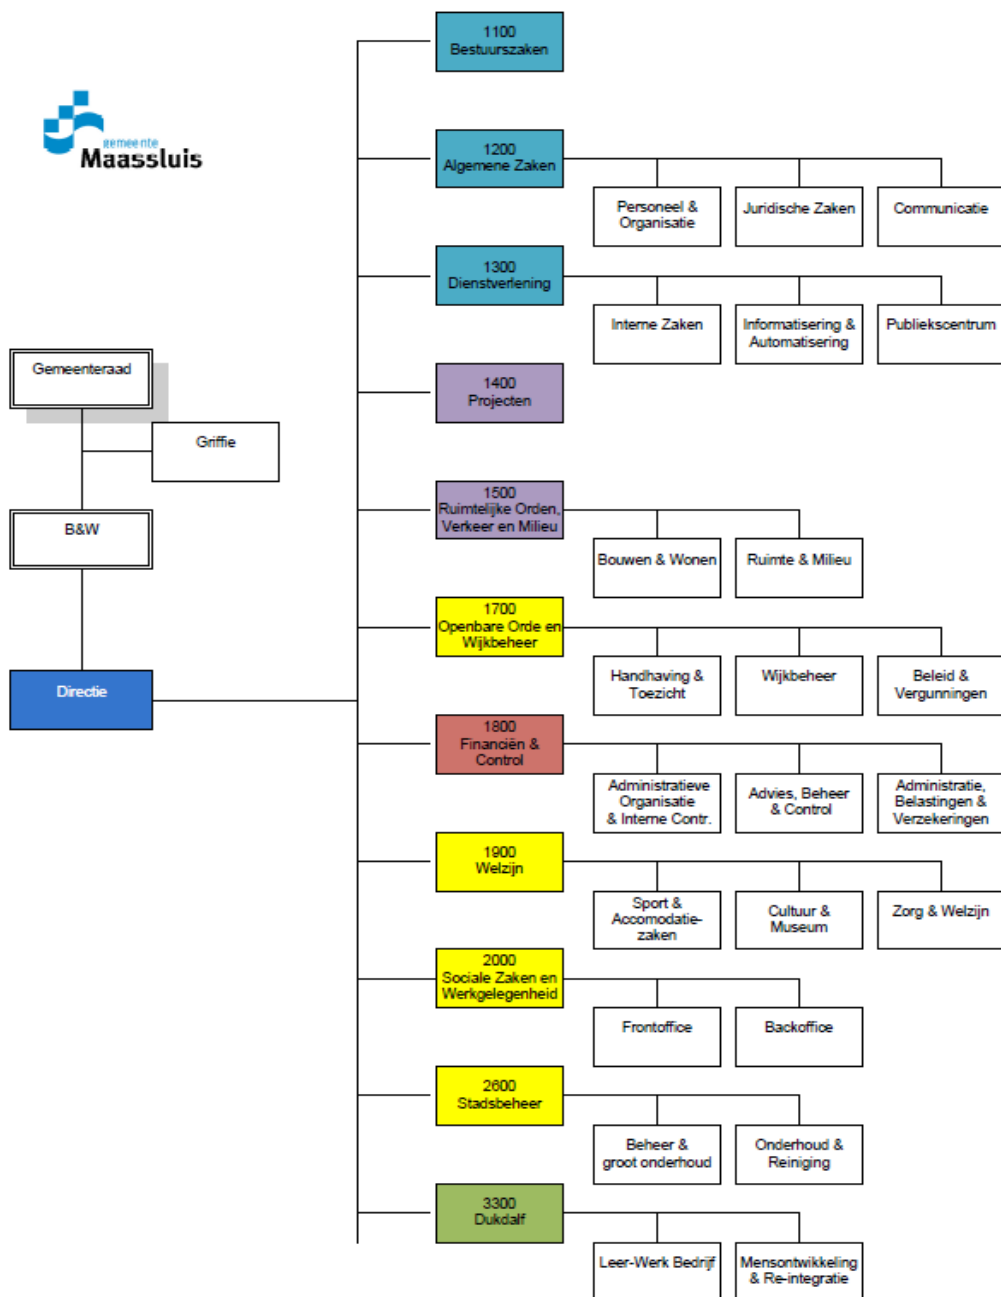 gemeente
Maassluis
Gemeenteraad
Griffie
B&W
Directie
1100
Bestuurszaken
1200
Algemene Zaken
Personeel &
Organisatie
Juridische Zaken
Communicatie
1300
Dienstverlening
Interne Zaken
Informatisering &
Automatisering
Publiekscentrum
1400
Projecten
1500
Ruimtelijke Orden,
Verkeer en Milieu
Bouwen & Wonen
Ruimte & Milieu
1700
Openbare Orde en
Wijkbeheer
Handhaving &
Toezicht
Wijkbeheer
Beleid &
Vergunningen
1800
Financiën &
Control
Administratieve
Organisatie
& Interne Contr.
Advies, Beheer
& Control
Administratie,
Belastingen &
Verzekeringen
1900
Welzijn
Sport &
Accomodatie-
zaken
Cultuur &
Museum
Zorg & Welzijn
2000
Sociale Zaken en
Werkgelegenheid
Frontoffice
Backoffice
2600
Stadsbeheer
Beheer &
groot onderhoud
Onderhoud &
Reiniging
3300
Dukdalf
Leer-Werk Bedrijf
Mensontwikkeling
& Re-integratie